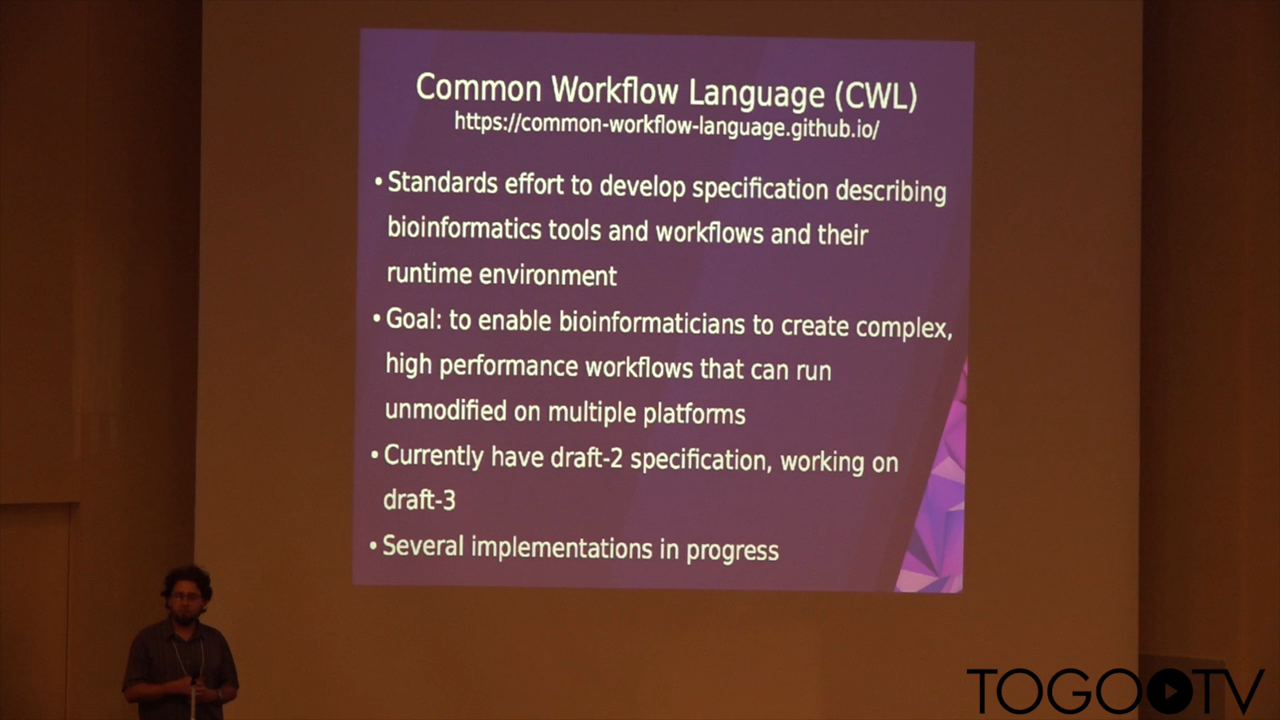 Common Workflow Language (CWL)
https://common-workflow-language.github.io/
• Standards effort to develop specification describing
bioinformatics tools and workflows and their
runtime environment
• Goal: to enable bioinformaticians to create complex,
high performance workflows that can run
unmodified on multiple platforms
• Currently have draft-2 specification, working on
draft-3
• Several implementations in progress
TOGOTV